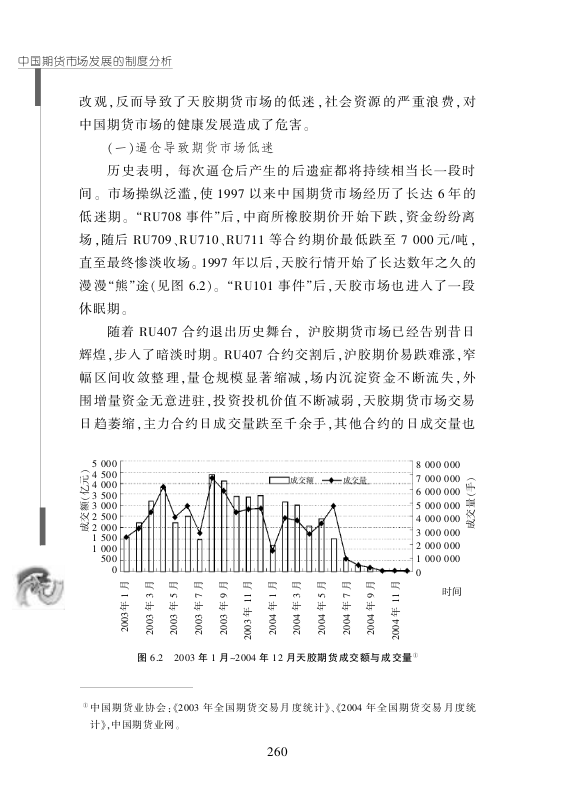 中国期货市场发展的制度分析
改观,反而导致了天胶期货市场的低迷,社会资源的严重浪费,对
中国期货市场的健康发展造成了危害。
(一)逼仓导致期货市场低迷
历史表明，每次逼仓后产生的后遗症都将持续相当长一段时
间。市场操纵泛滥,使 1997 以来中国期货市场经历了长达 6 年的
低迷期。“RU708 事件”后,中商所橡胶期价开始下跌,资金纷纷离
场,随后 RU709、RU710、RU711 等合约期价最低跌至 7 000 元/吨，
直至最终惨淡收场。1997 年以后,天胶行情开始了长达数年之久的
漫漫“熊”途(见图 6.2)。“RU101 事件”后,天胶市场也进入了一段
休眠期。
随着 RU407 合约退出历史舞台，沪胶期货市场已经告别昔日
辉煌,步入了暗淡时期。RU407 合约交割后,沪胶期价易跌难涨,窄
幅区间收敛整理,量仓规模显著缩减,场内沉淀资金不断流失,外
围增量资金无意进驻,投资投机价值不断减弱,天胶期货市场交易
日趋萎缩,主力合约日成交量跌至千余手,其他合约的日成交量也
成交额(亿元)
5 000
4 500
4 000
3 500
3 000
2 500
2 000
1 500
1 000
500
0
成交额
成交量
8 000 000
7 000 000
6 000 000
5 000 000
4 000 000
3 000 000
2 000 000
1 000 000
0
成交量(手)
2003年 1 月
2003年 3 月
2003年 5 月
2003年 7 月
2003年 9 月
2003年 11 月
2004年 1 月
2004年 3 月
2004年 5 月
2004年 7 月
2004年 9 月
2004年 11 月
时间
图 6.2 2003 年 1 月–2004 年 12 月天胶期货成交额与成交量①
① 中国期货业协会:《2003 年全国期货交易月度统计》、《2004 年全国期货交易月度统
计》,中国期货业网。
260